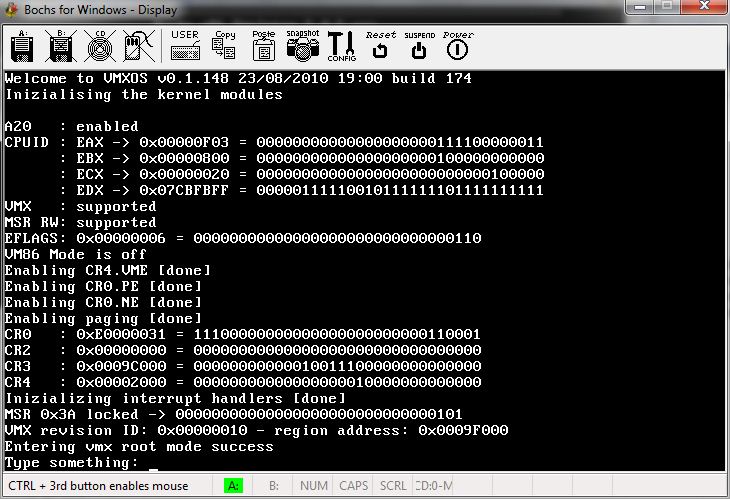 Bochs for Windows - Display
A: B: CD USER Copy Paste snapshot CONFIG Reset SUSPEND Power
Welcome to VMXOS v0.1.148 23/08/2010 19:00 build 174
Inizialising the kernel modules
A20 : enabled
CPUID : EAX -> 0x00000F03 = 00000000000000000000111100000011
: EBX -> 0x00000800 = 00000000000000000000100000000000
: ECX -> 0x00000020 = 00000000000000000000000000100000
: EDX -> 0x07CBFBFF = 00000111110010111111101111111111
VMX : supported
MSR RW: supported
EFLAGS: 0x00000006 = 00000000000000000000000000000110
VM86 Mode is off
Enabling CR4.VME [done]
Enabling CR0.PE [done]
Enabling CR0.NE [done]
Enabling paging [done]
CR0 : 0xE0000031 = 11100000000000000000000000110001
CR2 : 0x00000000 = 00000000000000000000000000000000
CR3 : 0x0009C000 = 00000000000010011100000000000000
CR4 : 0x00002000 = 00000000000000000010000000000000
Inizializing interrupt handlers [done]
MSR 0x3A locked -> 00000000000000000000000000000101
VMX revision ID: 0x00000010 - region address: 0x0009F000
Entering vmx root mode success
Type something: _
CTRL + 3rd button enables mouse A: B: NUM CAPS SCRL CD:0-M